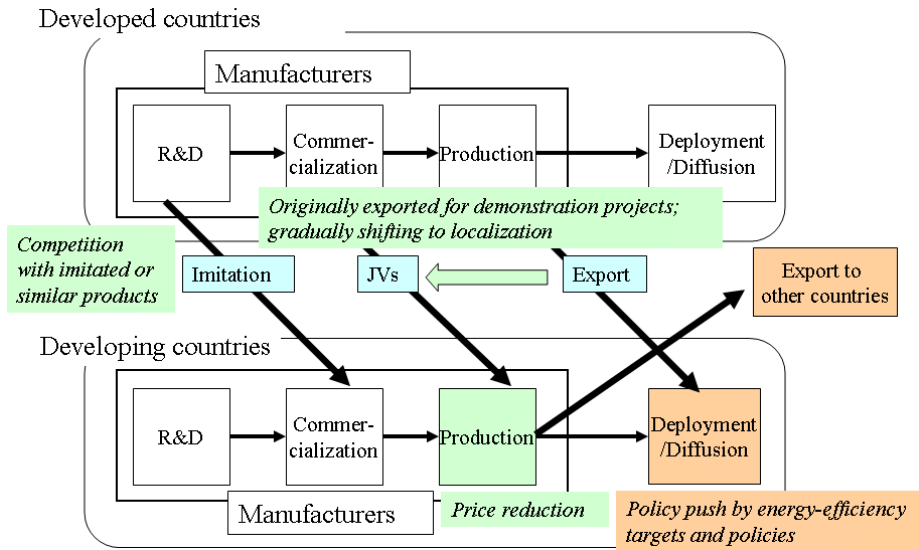 Developed countries
Manufacturers
R&D
Commer-
cialization
Production
Deployment
/Diffusion
Originally exported for demonstration projects;
gradually shifting to localization
Competition
with imitated or
similar products
Imitation
JVs
Export
Export to
other countries
Developing countries
R&D
Commer-
cialization
Production
Deployment
/Diffusion
Manufacturers
Price reduction
Policy push by energy-efficiency
targets and policies